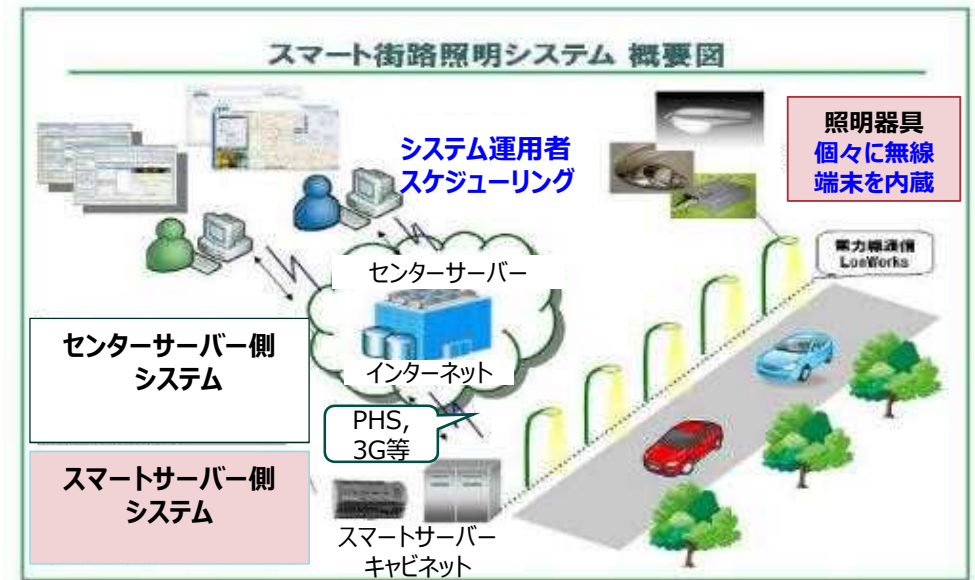 スマート街路照明システム 概要図
システム運用者
スケジューリング
照明器具
個々に無線
端末を内蔵
電力線通信
LonWorks
センターサーバー
インターネット
センターサーバー側
システム
PHS,
3G等
スマートサーバー側
システム
スマートサーバー
キャビネット